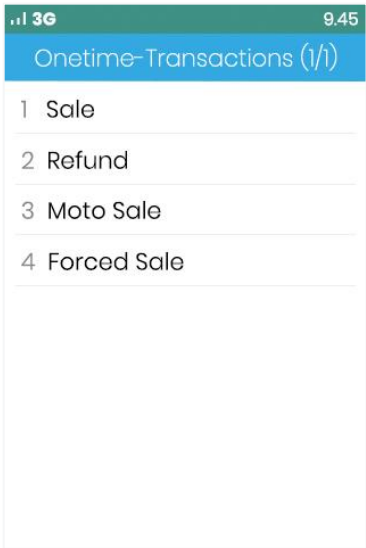 3G 9.45
Onetime-Transactions (1/1)
1 Sale
2 Refund
3 Moto Sale
4 Forced Sale